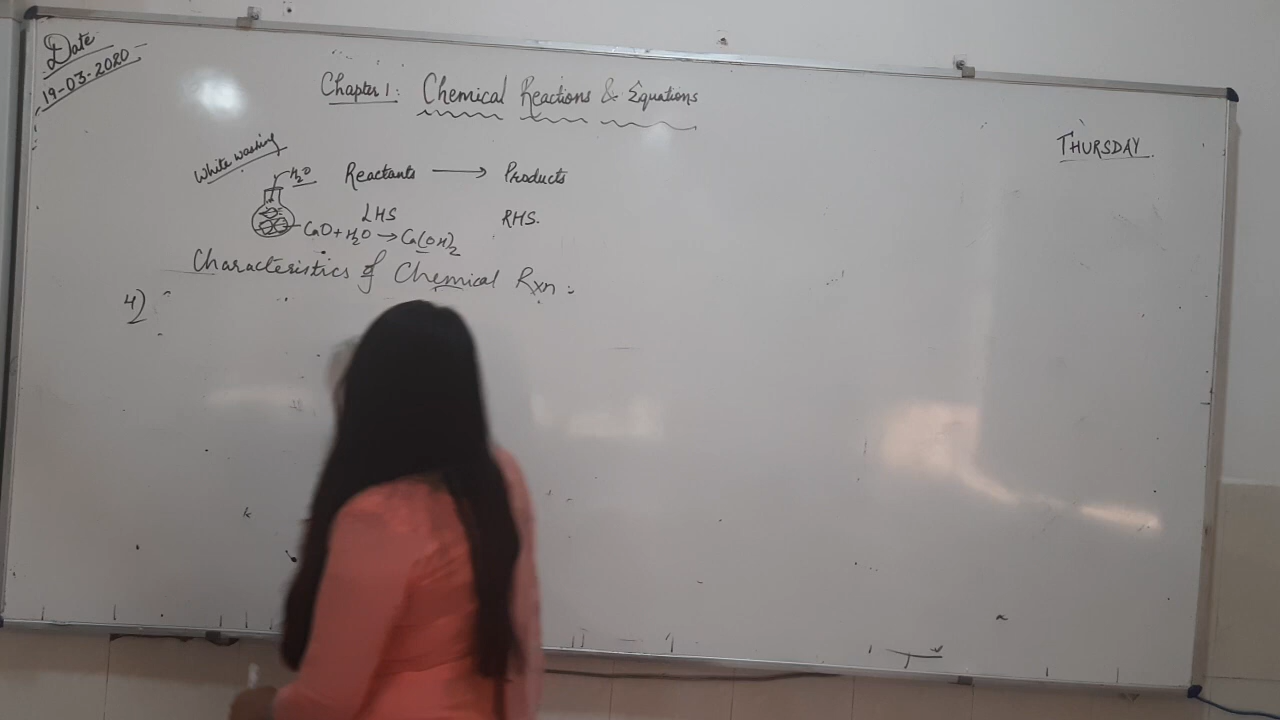 Date
19-03-2020
Chapter 1: Chemical Reactions & Equations
THURSDAY
White washing
H₂O
Reactants → Products
LHS RHS.
CaO + H₂O → Ca(OH)₂
Characteristics of Chemical Rxn :
4)